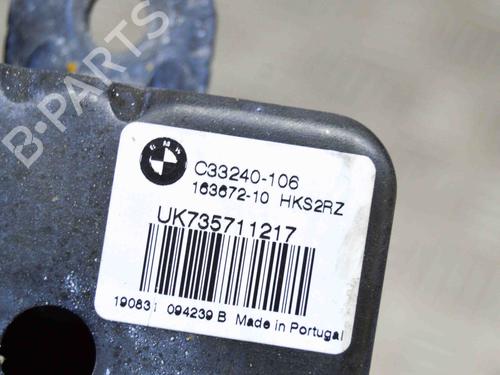 B-PARTS
BMW
C33240-106
163672-10 HKS2RZ
UK735711217
190831 094239 B Made in Portugal